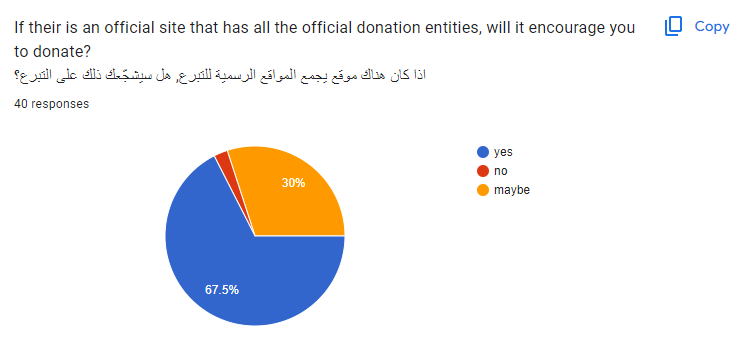 If their is an official site that has all the official donation entities, will it encourage you
to donate?
Copy
اذا كان هناك موقع يجمع المواقع الرسمية للتبرع, هل سيشجّعك ذلك على التبرع؟
40 responses
yes
no
maybe
30%
67.5%